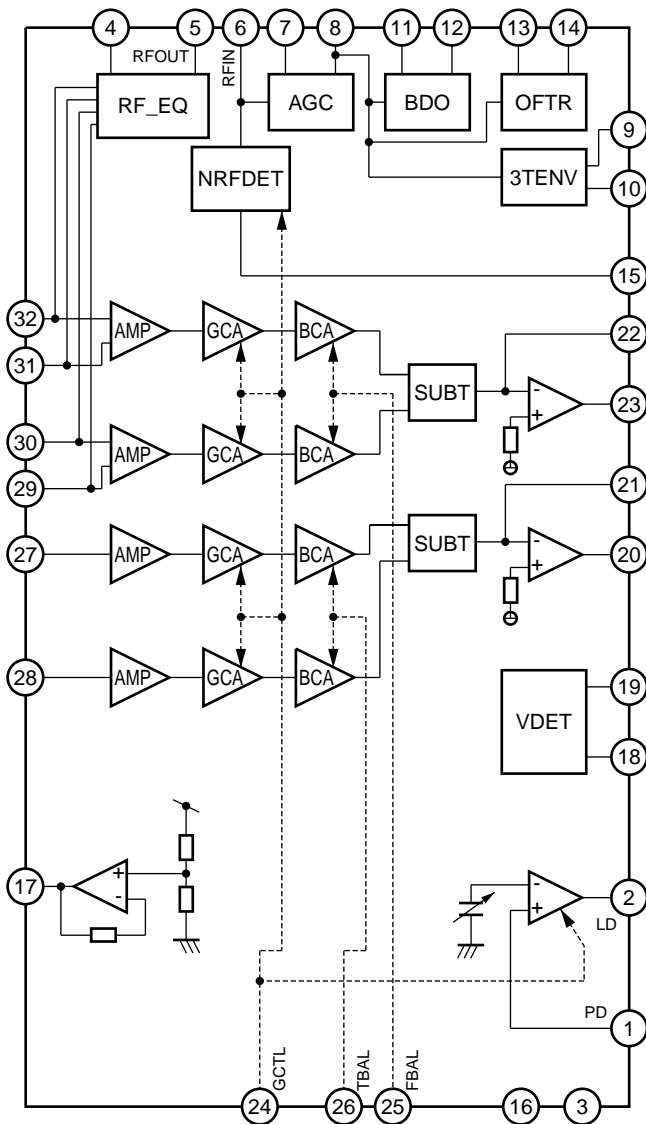 4 5 6 7 8 11 12 13 14
RFOUT
RFIN
RF_EQ AGC BDO OFTR
9
NRFDET 3TENV
10
15
32 AMP GCA BCA 22
31
SUBT - +
23
30 AMP GCA BCA
29
21
27 AMP GCA BCA SUBT - + 20
28 AMP GCA BCA 19
VDET
18
17 + - - + 2
LD
PD
1
GCTL TBAL FBAL
24 26 25 16 3